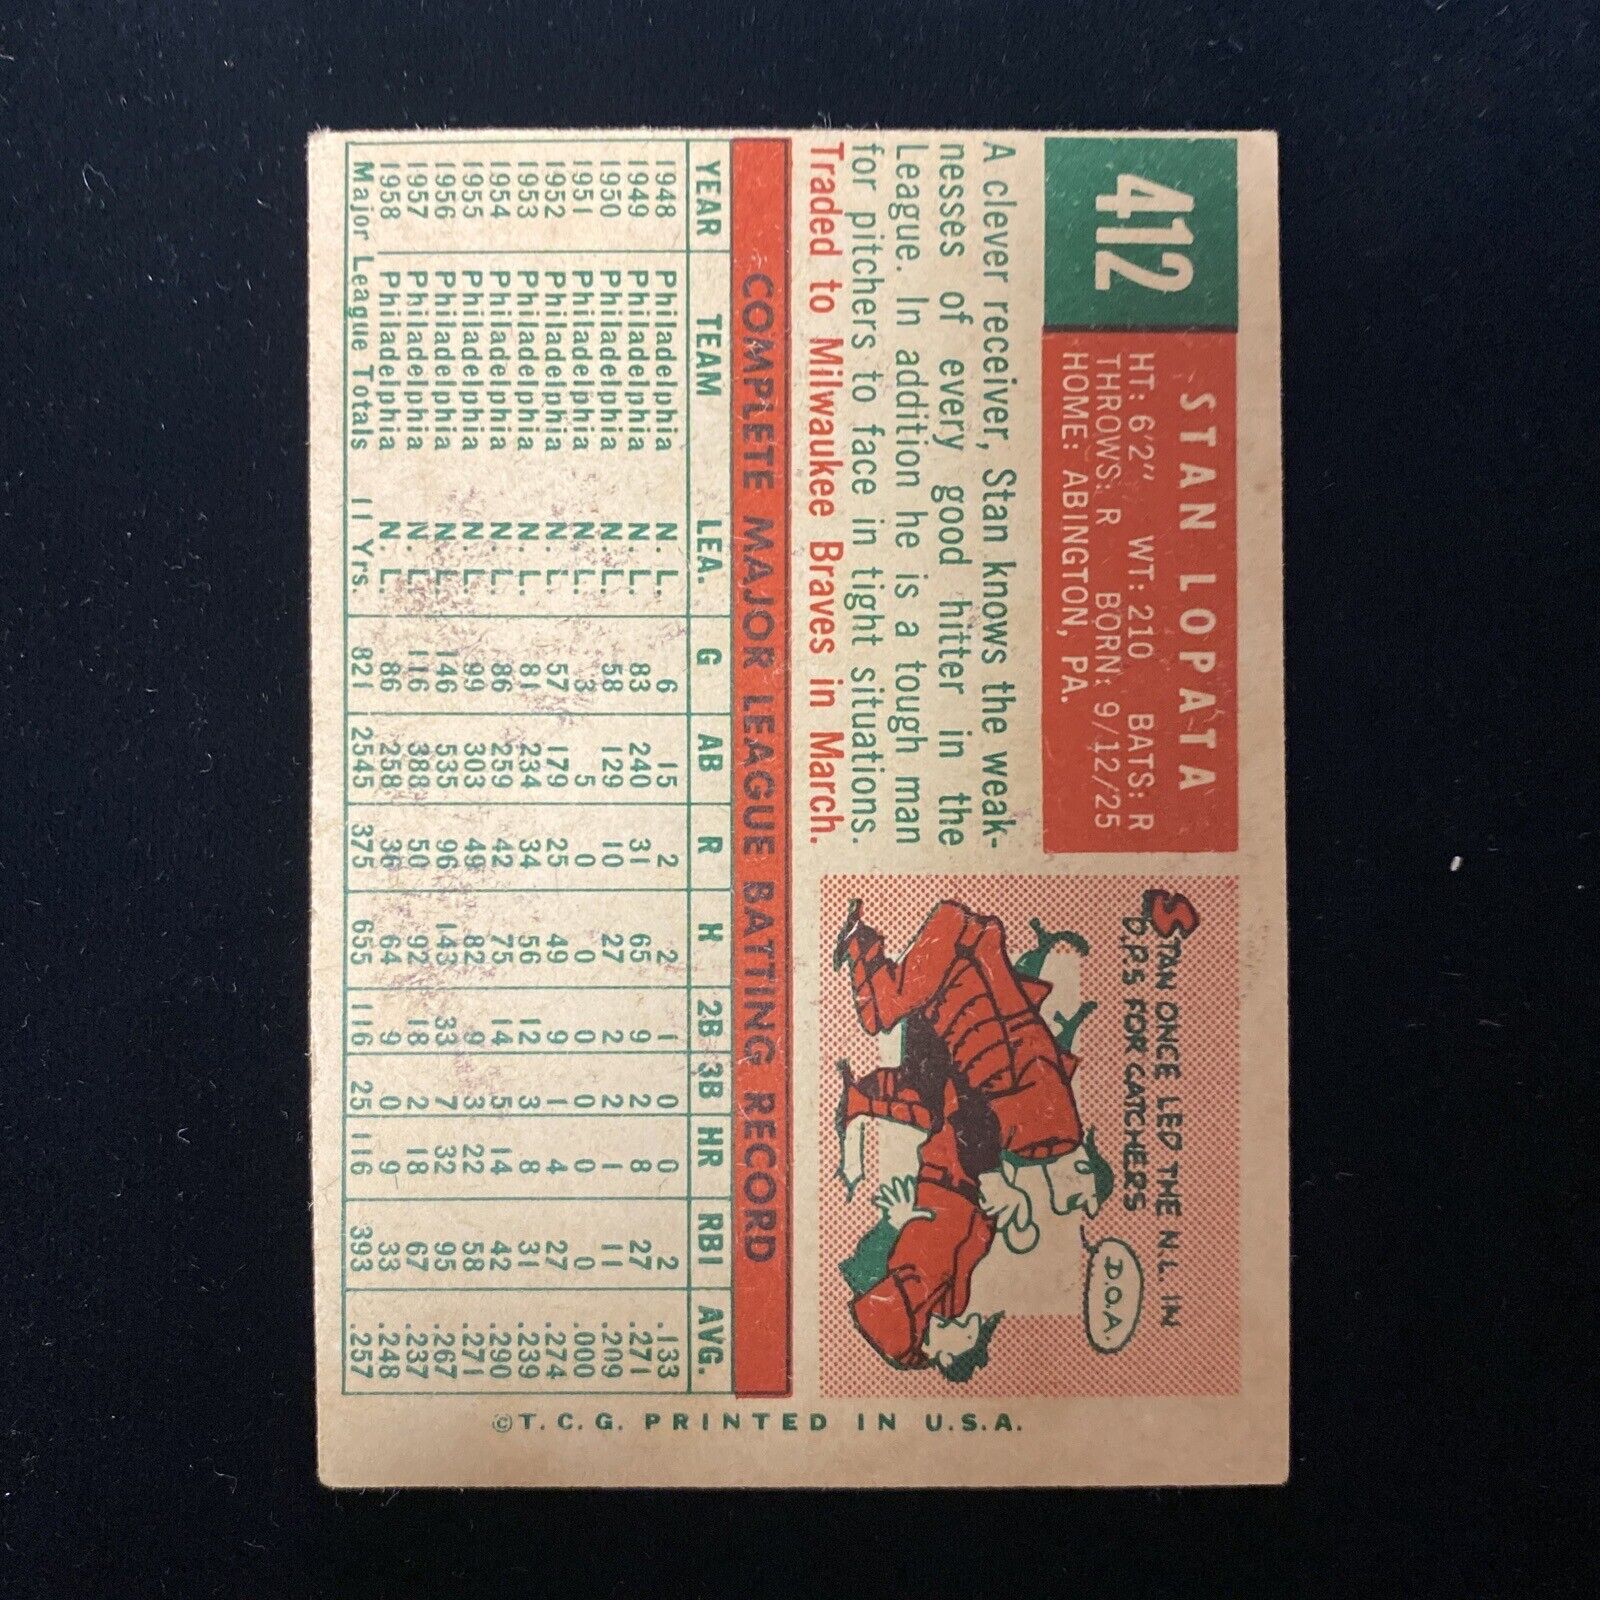 412
STAN LOPATA
HT: 6'2" WT: 210 BATS: R
THROWS: R BORN: 9/12/25
HOME: ABINGTON, PA.
A clever receiver, Stan knows the weak-
nesses of every good hitter in the
League. In addition he is a tough man
for pitchers to face in tight situations.
Traded to Milwaukee Braves in March.
STAN ONCE LED THE N.L. IN
D.P.S FOR CATCHERS
D.O.A.
COMPLETE MAJOR LEAGUE BATTING RECORD
YEAR TEAM LEA. G AB R H 2B 3B HR RBI AVG.
1948 Philadelphia N. L. 6 15 2 2 1 0 0 2 .133
1949 Philadelphia N. L. 83 240 31 65 9 2 8 27 .271
1950 Philadelphia N. L. 58 129 10 27 2 2 1 11 .209
1951 Philadelphia N. L. 3 5 0 0 0 0 0 0 .000
1952 Philadelphia N. L. 57 179 25 49 9 1 4 27 .274
1953 Philadelphia N. L. 81 234 34 56 12 3 8 31 .239
1954 Philadelphia N. L. 86 259 42 75 14 5 14 42 .290
1955 Philadelphia N. L. 99 303 49 82 9 3 22 58 .271
1956 Philadelphia N. L. 146 535 96 143 33 7 32 95 .267
1957 Philadelphia N. L. 116 388 50 92 18 2 18 67 .237
1958 Philadelphia N. L. 86 258 36 64 9 0 9 33 .248
Major League Totals 11 Yrs. 821 2545 375 655 116 25 116 393 .257
©T. C. G. PRINTED IN U.S.A.